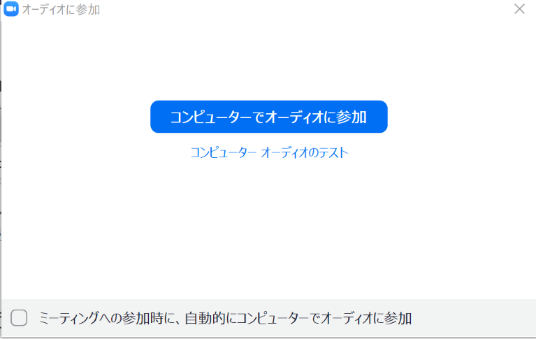 オーディオに参加
コンピューターでオーディオに参加
コンピューター オーディオのテスト
ミーティングへの参加時に、自動的にコンピューターでオーディオに参加